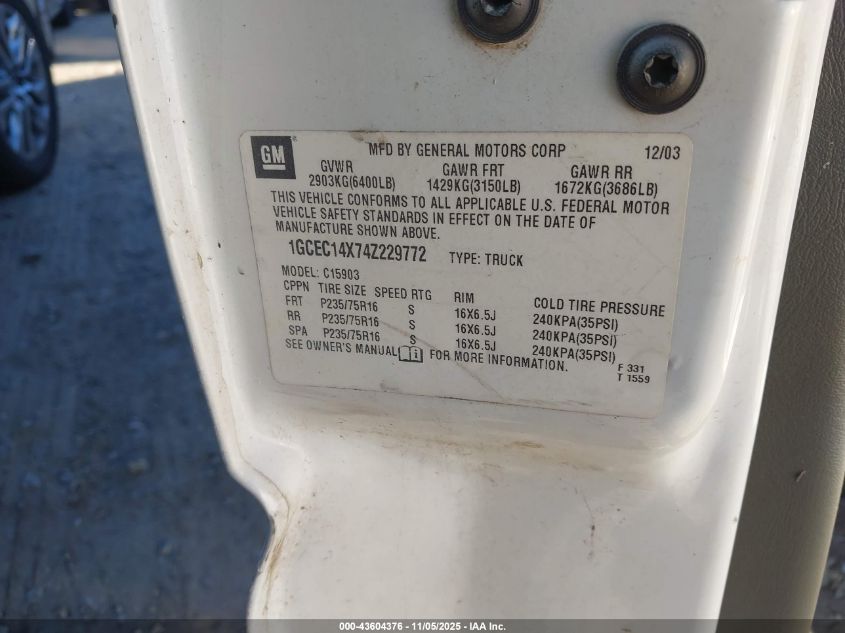 GM
MFD BY GENERAL MOTORS CORP 12/03
GVWR GAWR FRT GAWR RR
2903KG(6400LB) 1429KG(3150LB) 1672KG(3686LB)
THIS VEHICLE CONFORMS TO ALL APPLICABLE U.S. FEDERAL MOTOR
VEHICLE SAFETY STANDARDS IN EFFECT ON THE DATE OF
MANUFACTURE SHOWN ABOVE.
1GCEC14X74Z229772 TYPE: TRUCK
MODEL: C15903
CPPN TIRE SIZE SPEED RTG RIM COLD TIRE PRESSURE
FRT P235/75R16 S 16X6.5J 240KPA(35PSI)
RR P235/75R16 S 16X6.5J 240KPA(35PSI)
SPA P235/75R16 S 16X6.5J 240KPA(35PSI)
SEE OWNER'S MANUAL FOR MORE INFORMATION.
F 331
T 1559
000-43604376 - 11/05/2025 - IAA Inc.